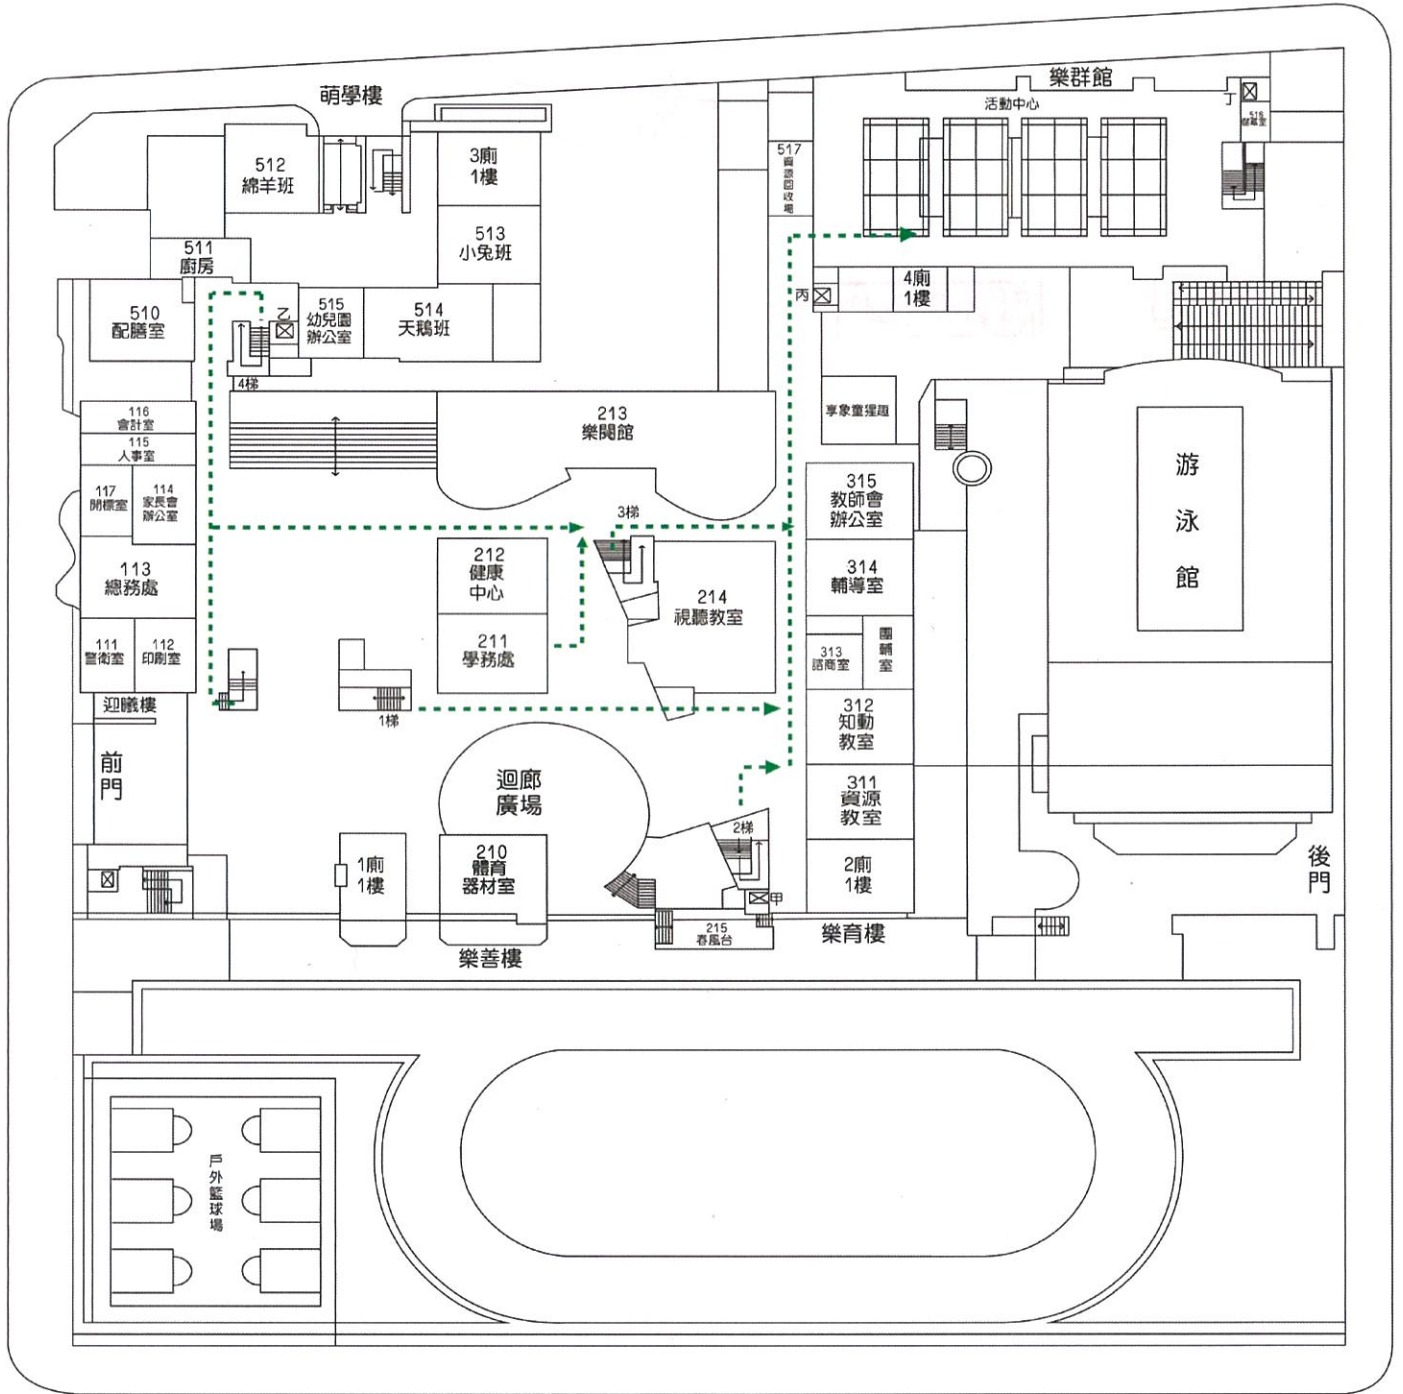 萌學樓
樂群館
活動中心
丁
512
綿羊班
3廁
1樓
517
資源回收場
513
小兔班
511
廚房
510
配膳室
乙
515
幼兒園
辦公室
514
天鵝班
丙
4廁
1樓
4梯
116
會計室
115
人事室
117
開標室
114
家長會
辦公室
113
總務處
111
警衛室
112
印刷室
213
樂閱館
享象童猩趣
3梯
212
健康
中心
211
學務處
214
視聽教室
315
教師會
辦公室
314
輔導室
313
諮商室
團輔室
312
知動
教室
311
資源
教室
2廁
1樓
游泳館
迎曦樓
前門
1梯
迴廊
廣場
2梯
1廁
1樓
210
體育
器材室
甲
215
春風台
樂善樓
樂育樓
後門
戶外籃球場